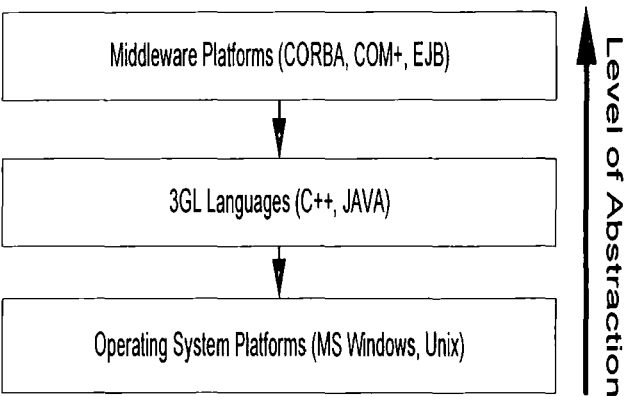 Middleware Platforms (CORBA, COM+, EJB)
3GL Languages (C++, JAVA)
Operating System Platforms (MS Windows, Unix)
Level of Abstraction